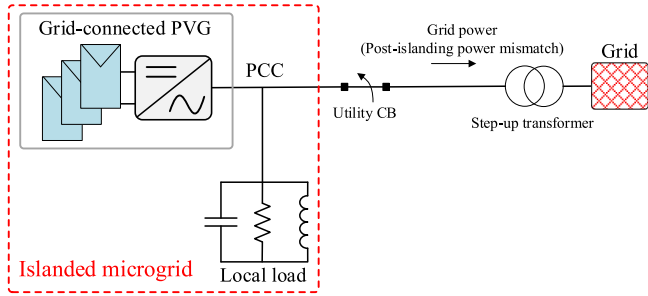 Grid-connected PVG
PCC
Grid power
(Post-islanding power mismatch)
Grid
Utility CB
Step-up transformer
Local load
Islanded microgrid